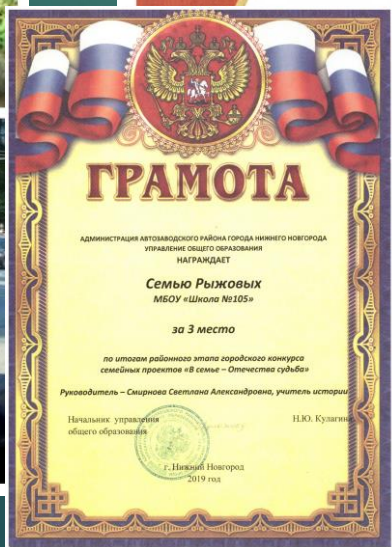 ГРАМОТА
АДМИНИСТРАЦИЯ АВТОЗАВОДСКОГО РАЙОНА ГОРОДА НИЖНЕГО НОВГОРОДА
УПРАВЛЕНИЕ ОБЩЕГО ОБРАЗОВАНИЯ
НАГРАЖДАЕТ
Семью Рыжовых
МБОУ «Школа №105»
за 3 место
по итогам районного этапа городского конкурса
семейных проектов «В семье – Отечества судьба»
Руководитель – Смирнова Светлана Александровна, учитель истории
Начальник управления
общего образования
Н.Ю. Кулагина
г. Нижний Новгород
2019 год